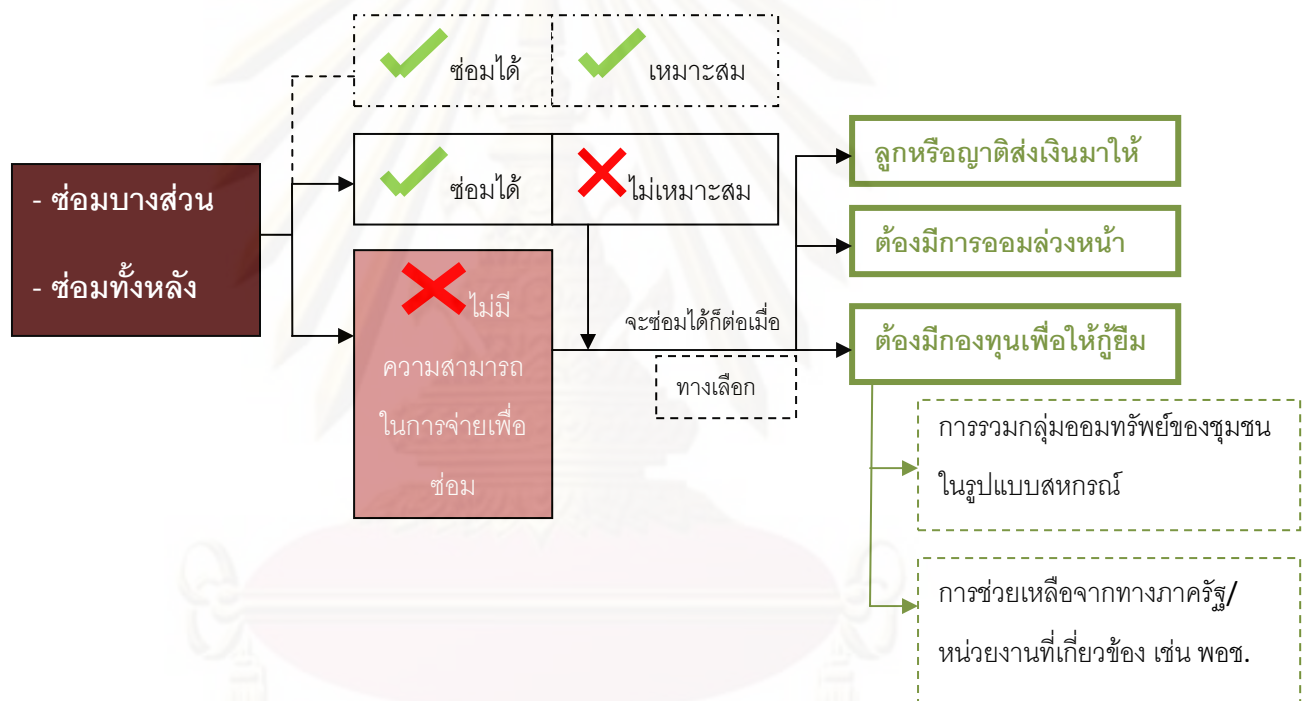 ซ่อมได้
เหมาะสม
- ซ่อมบางส่วน
- ซ่อมทั้งหลัง
ซ่อมได้
ไม่เหมาะสม
ไม่มี
ความสามารถ
ในการจ่ายเพื่อ
ซ่อม
จะซ่อมได้ก็ต่อเมื่อ
ทางเลือก
ลูกหรือญาติส่งเงินมาให้
ต้องมีการออมล่วงหน้า
ต้องมีกองทุนเพื่อให้กู้ยืม
การรวมกลุ่มออมทรัพย์ของชุมชน
ในรูปแบบสหกรณ์
การช่วยเหลือจากทางภาครัฐ/
หน่วยงานที่เกี่ยวข้อง เช่น พอช.